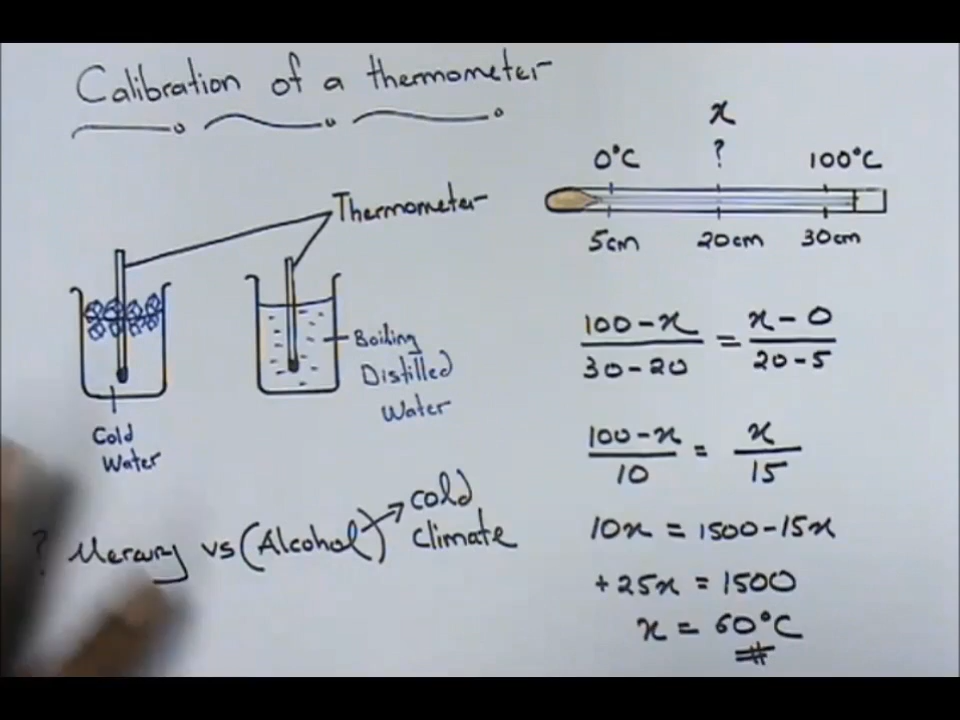 Calibration of a thermometer
Thermometer
Cold
Water
Boiling
Distilled
Water
? Mercury vs (Alcohol) → cold
climate
x
0°C ? 100°C
5cm 20cm 30cm
100-x / 30-20 = x-0 / 20-5
100-x / 10 = x / 15
10x = 1500-15x
+25x = 1500
x = 60°C